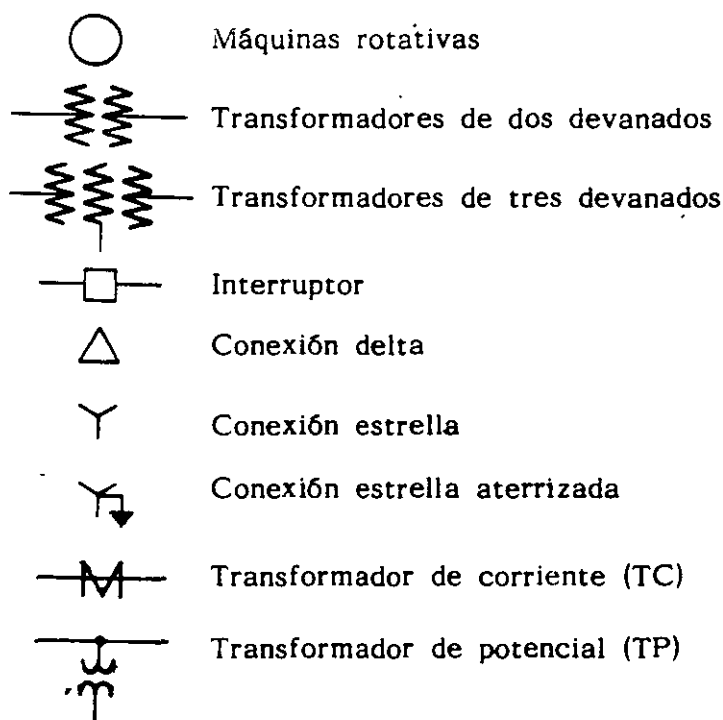 Máquinas rotativas
Transformadores de dos devanados
Transformadores de tres devanados
Interruptor
Conexión delta
Conexión estrella
Conexión estrella aterrizada
Transformador de corriente (TC)
Transformador de potencial (TP)